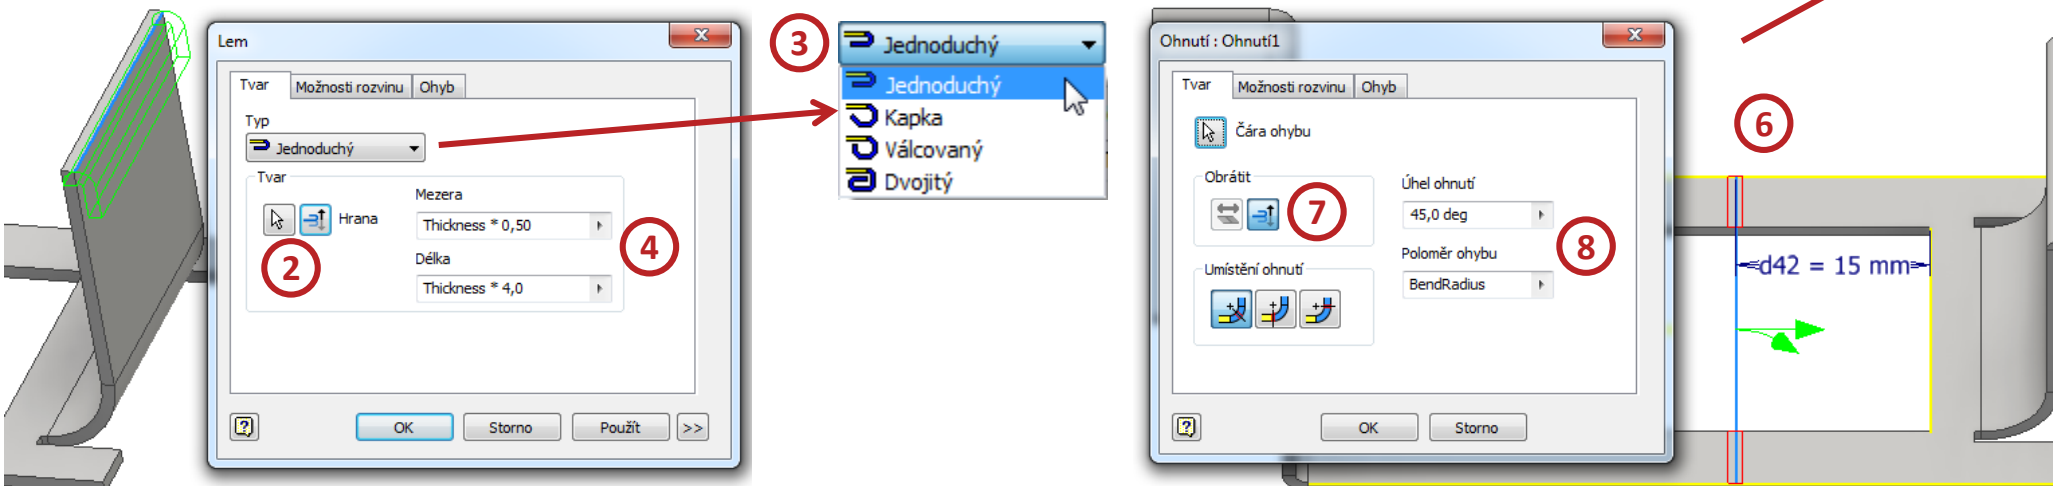 Lem
Tvar
Možnosti rozvinu
Ohyb
Typ
Jednoduchý
Tvar
Hrana
2
Mezera
Thickness * 0,50
Délka
Thickness * 4,0
4
OK
Storno
Použít
>>
3
Jednoduchý
Jednoduchý
Kapka
Válcovaný
Dvojitý
Ohnutí : Ohnutí1
Tvar
Možnosti rozvinu
Ohyb
Čára ohybu
Obrátit
7
Umístění ohnutí
Úhel ohnutí
45,0 deg
Poloměr ohybu
BendRadius
8
OK
Storno
6
d42 = 15 mm